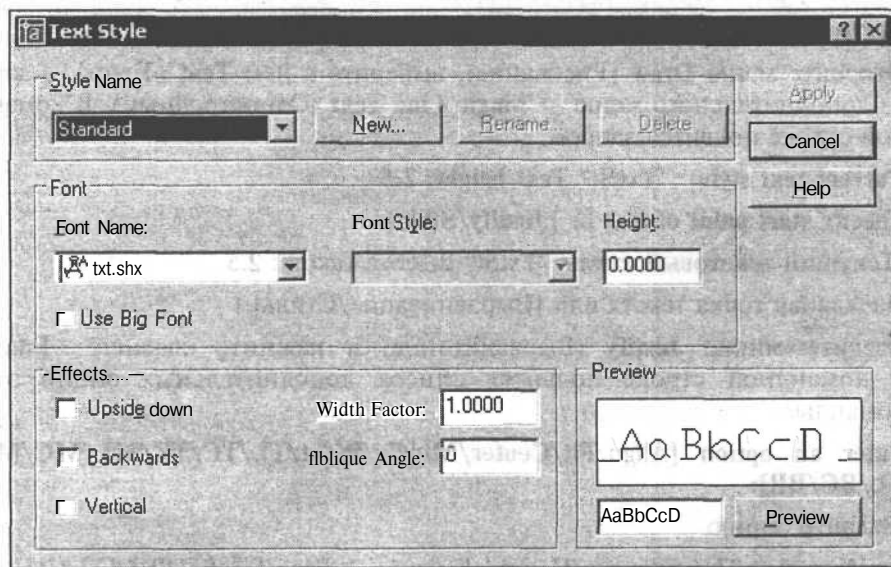 Text Style
Style Name
Standard
New...
Rename...
Delete
Apply
Cancel
Help
Font
Font Name:
txt.shx
Font Style:
Height:
0.0000
Use Big Font
-Effects.....—
Upside down
Backwards
Vertical
Width Factor:
1.0000
flblique Angle:
0
Preview
AaBbCcD
AaBbCcD
Preview